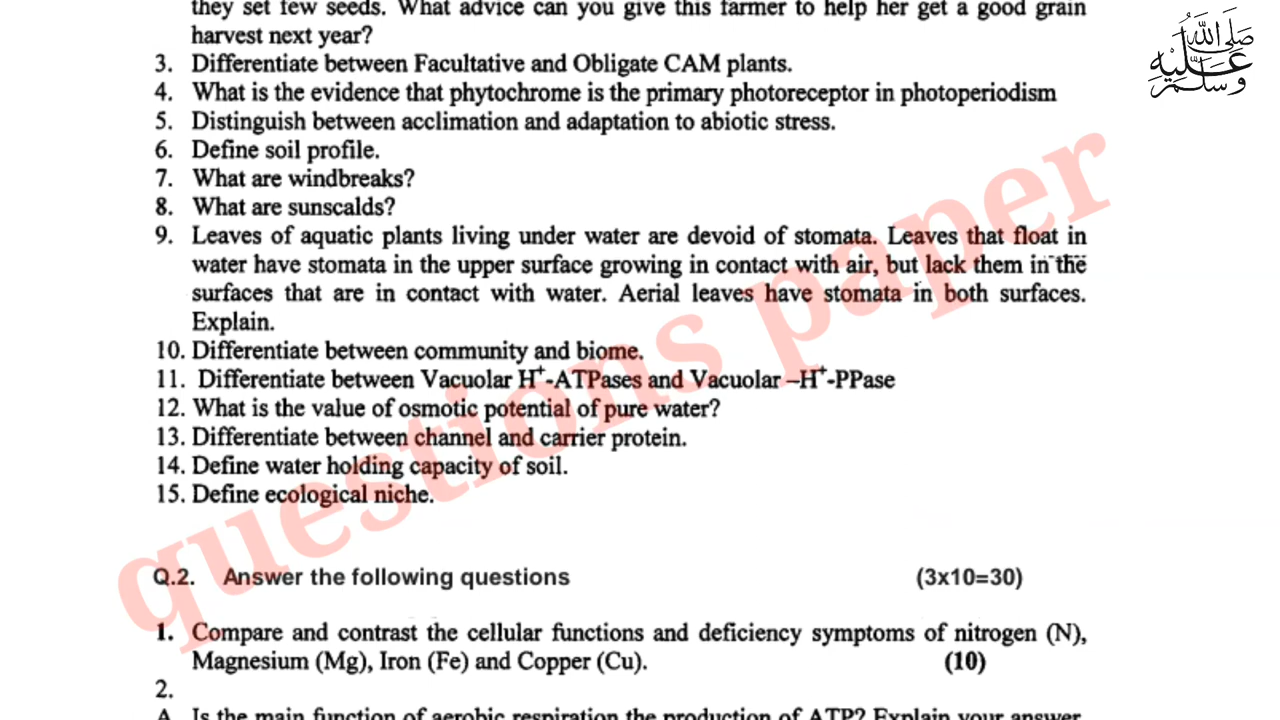 they set few seeds. What advice can you give this farmer to help her get a good grain
harvest next year?
3. Differentiate between Facultative and Obligate CAM plants.
4. What is the evidence that phytochrome is the primary photoreceptor in photoperiodism
5. Distinguish between acclimation and adaptation to abiotic stress.
6. Define soil profile.
7. What are windbreaks?
8. What are sunscalds?
9. Leaves of aquatic plants living under water are devoid of stomata. Leaves that float in
water have stomata in the upper surface growing in contact with air, but lack them in the
surfaces that are in contact with water. Aerial leaves have stomata in both surfaces.
Explain.
10. Differentiate between community and biome.
11. Differentiate between Vacuolar H⁺-ATPases and Vacuolar –H⁺-PPase
12. What is the value of osmotic potential of pure water?
13. Differentiate between channel and carrier protein.
14. Define water holding capacity of soil.
15. Define ecological niche.
Q.2. Answer the following questions (3x10=30)
1. Compare and contrast the cellular functions and deficiency symptoms of nitrogen (N),
Magnesium (Mg), Iron (Fe) and Copper (Cu). (10)
2.
A. Is the main function of aerobic respiration the production of ATP? Explain your answer.
questions paper
صلى الله عليه وسلم